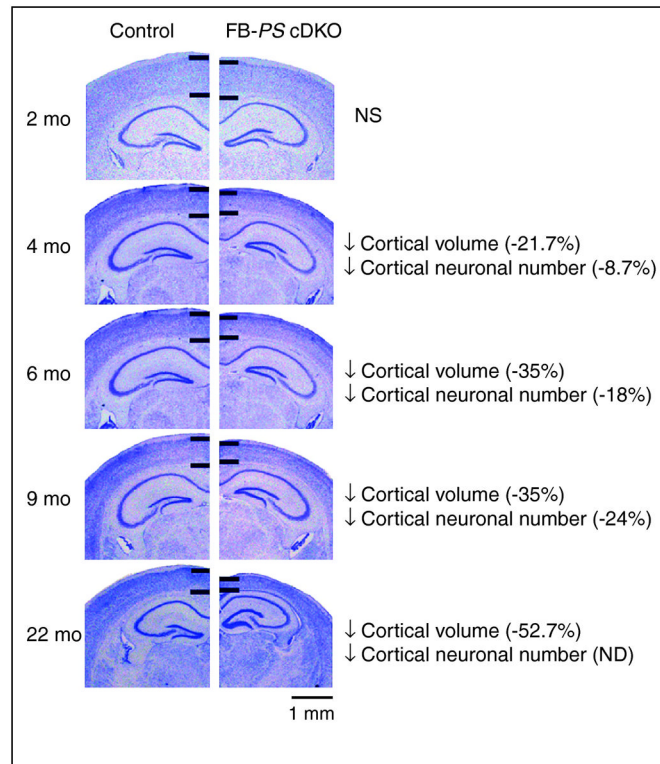 Control FB-PS cDKO
2 mo NS
4 mo ↓ Cortical volume (-21.7%)
↓ Cortical neuronal number (-8.7%)
6 mo ↓ Cortical volume (-35%)
↓ Cortical neuronal number (-18%)
9 mo ↓ Cortical volume (-35%)
↓ Cortical neuronal number (-24%)
22 mo ↓ Cortical volume (-52.7%)
↓ Cortical neuronal number (ND)
1 mm